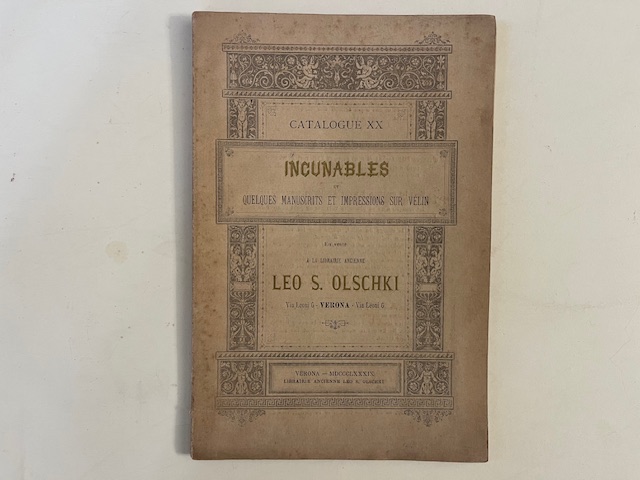 CATALOGUE XX
INCUNABLES
ET
QUELQUES MANUSCRITS ET IMPRESSIONS SUR VÉLIN
En vente
A LA LIBRAIRIE ANCIENNE
LEO S. OLSCHKI
Via Leoni 6 - VERONA - Via Leoni 6
VERONA — MDCCCLXXXIX.
LIBRAIRIE ANCIENNE LEO S. OLSCHKI